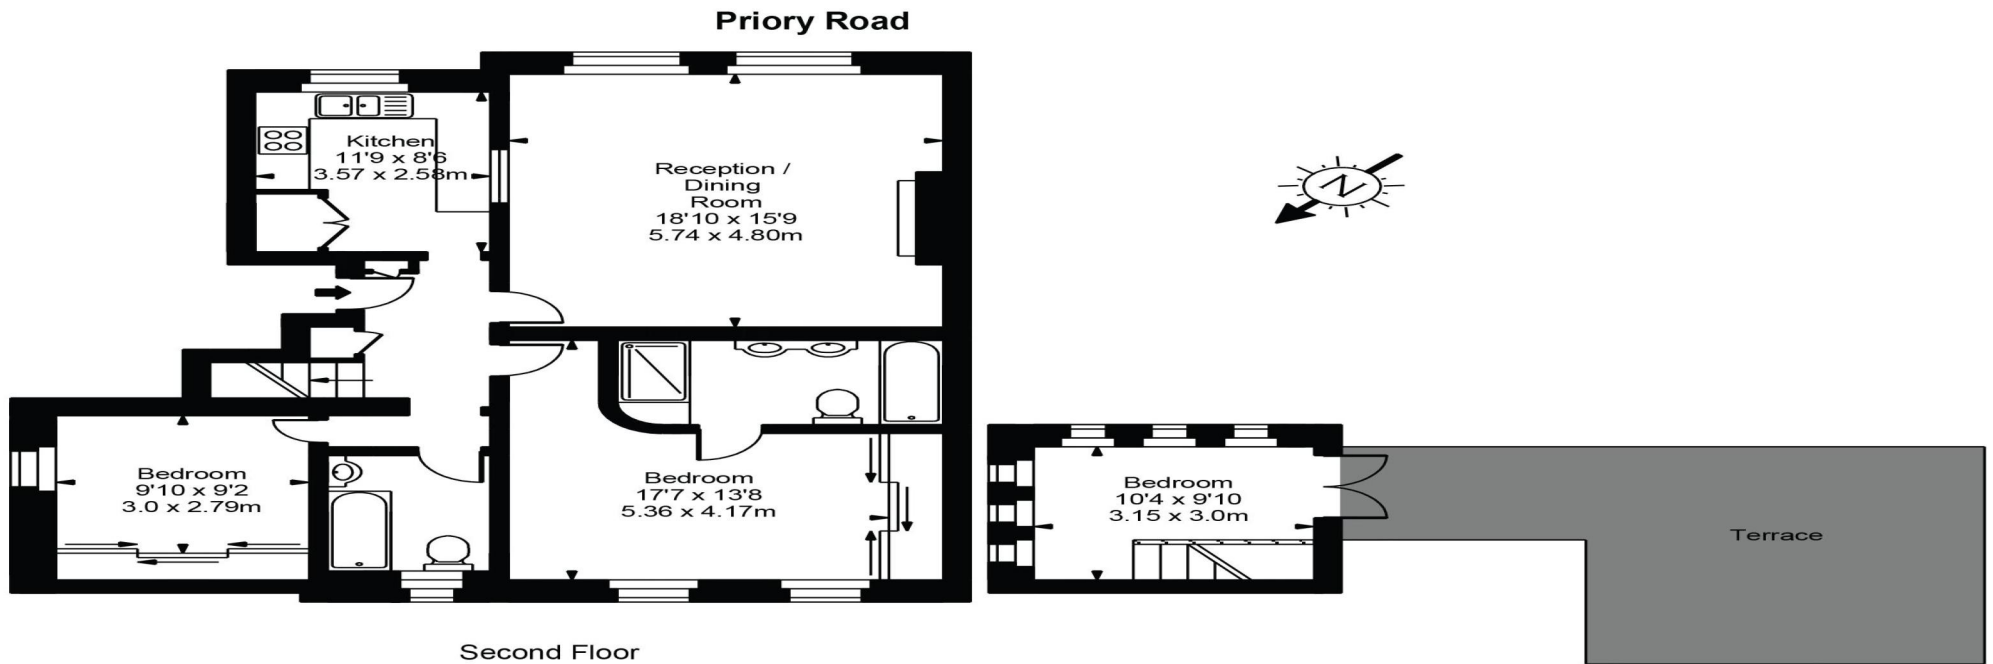 Priory Road
Kitchen
11'9 x 8'6
3.57 x 2.58m
Reception /
Dining
Room
18'10 x 15'9
5.74 x 4.80m
N
Bedroom
9'10 x 9'2
3.0 x 2.79m
Bedroom
17'7 x 13'8
5.36 x 4.17m
Bedroom
10'4 x 9'10
3.15 x 3.0m
Terrace
Second Floor